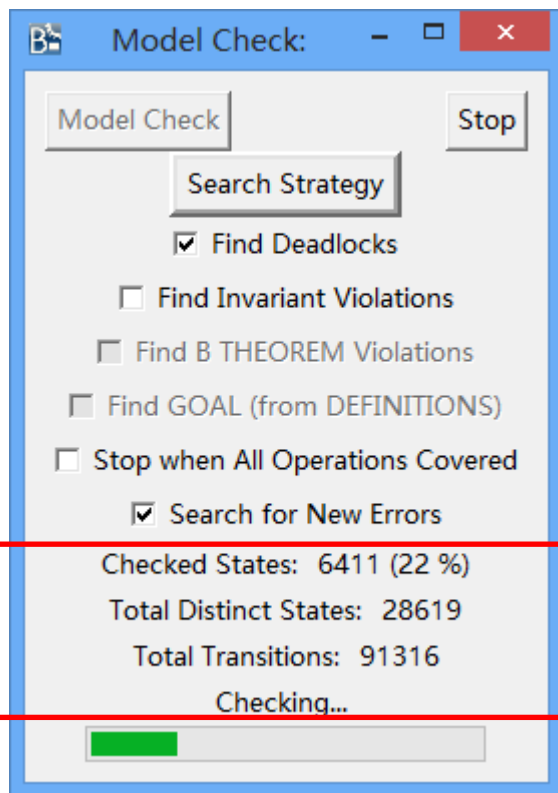 B
Model Check:
Model Check
Stop
Search Strategy
Find Deadlocks
Find Invariant Violations
Find B THEOREM Violations
Find GOAL (from DEFINITIONS)
Stop when All Operations Covered
Search for New Errors
Checked States: 6411 (22 %)
Total Distinct States: 28619
Total Transitions: 91316
Checking...